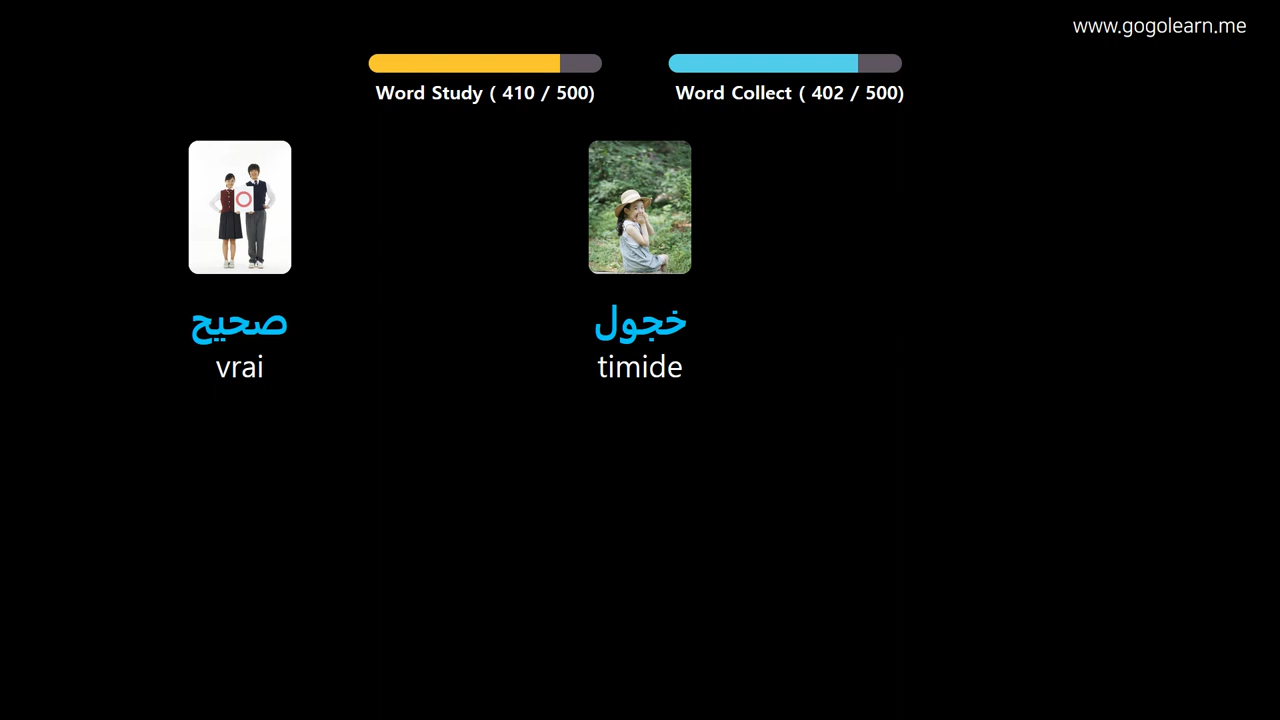 www.gogolearn.me
Word Study ( 410 / 500)
Word Collect ( 402 / 500)
صحيح
vrai
خجول
timide